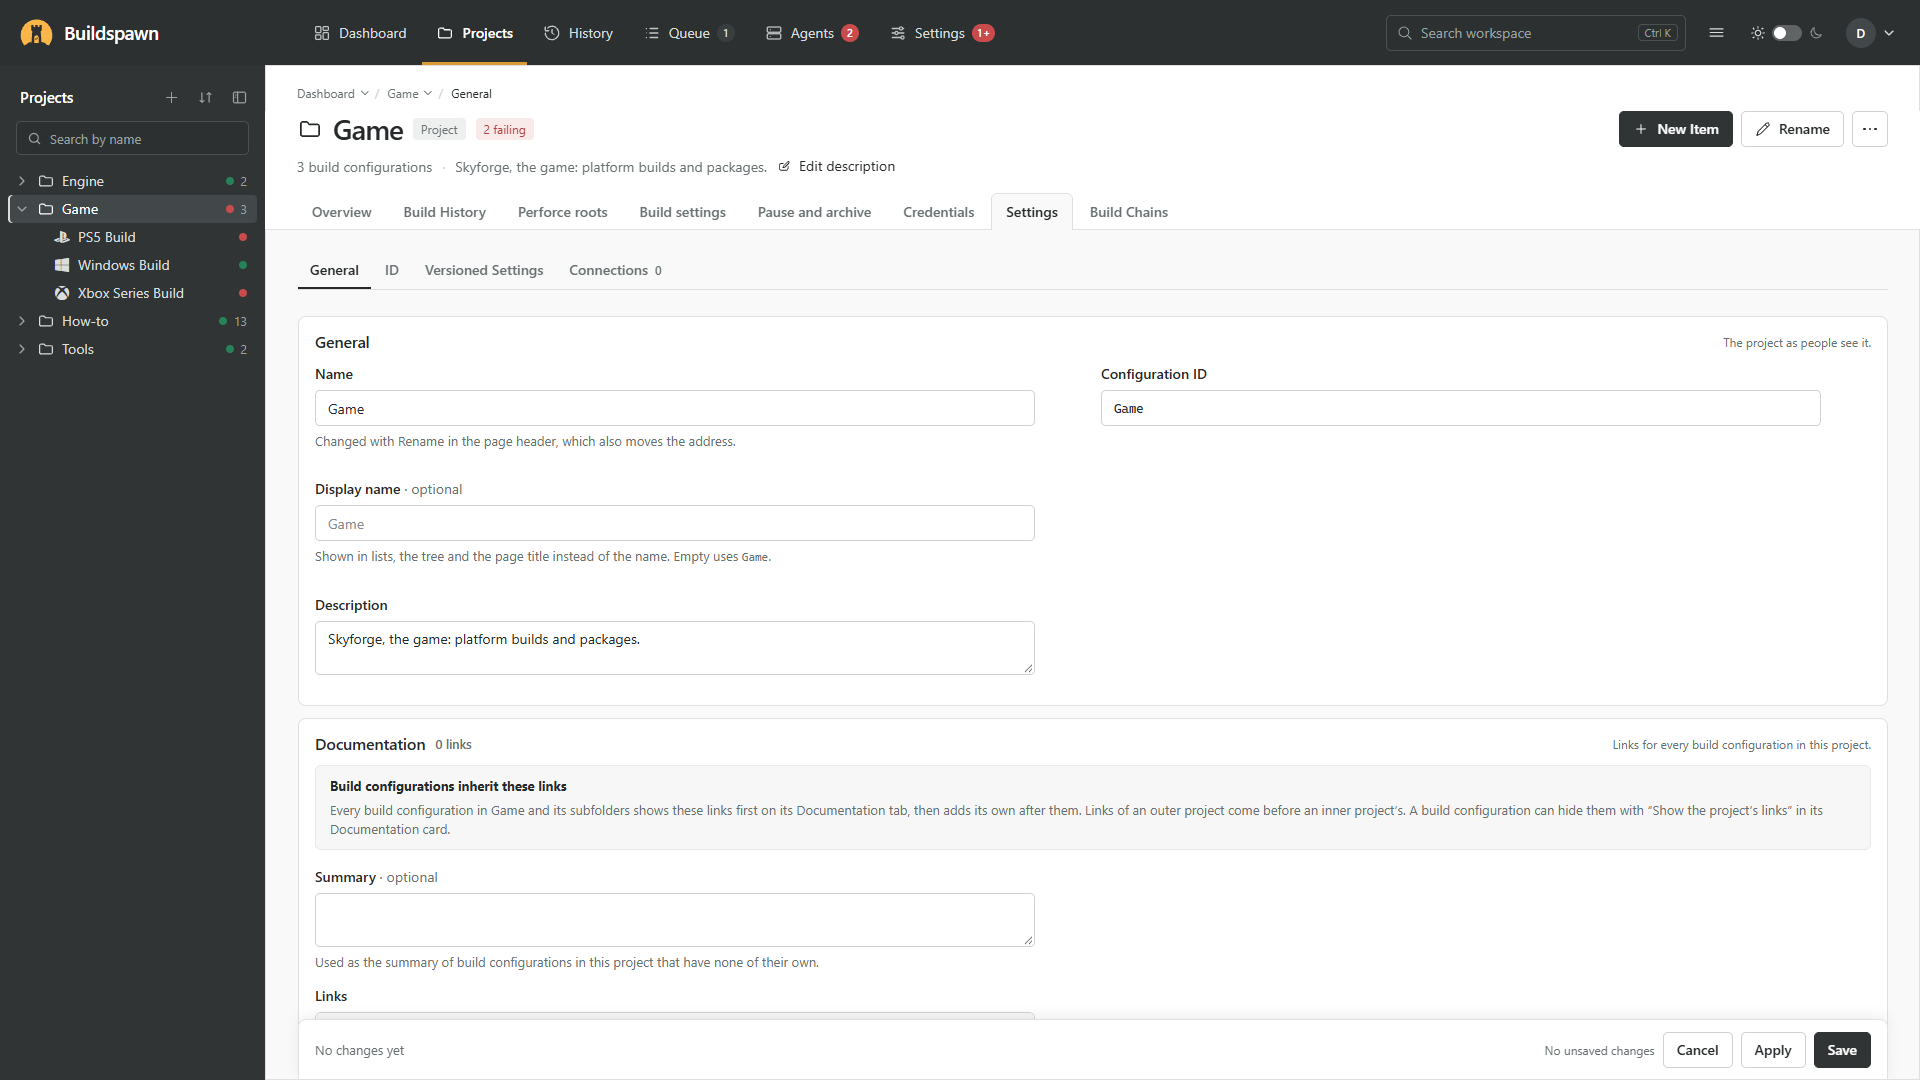 Buildspawn
Dashboard
Projects
History
Queue 1
Agents 2
Settings 1+
Search workspace Ctrl K
D
Projects
Search by name
Engine 2
Game 3
PS5 Build
Windows Build
Xbox Series Build
How-to 13
Tools 2
Dashboard / Game / General
Game Project 2 failing
New Item
Rename
3 build configurations · Skyforge, the game: platform builds and packages. Edit description
Overview
Build History
Perforce roots
Build settings
Pause and archive
Credentials
Settings
Build Chains
General
ID
Versioned Settings
Connections 0
General
The project as people see it.
Name
Game
Changed with Rename in the page header, which also moves the address.
Configuration ID
Game
Display name · optional
Game
Shown in lists, the tree and the page title instead of the name. Empty uses Game.
Description
Skyforge, the game: platform builds and packages.
Documentation 0 links
Links for every build configuration in this project.
Build configurations inherit these links
Every build configuration in Game and its subfolders shows these links first on its Documentation tab, then adds its own after them. Links of an outer project come before an inner project's. A build configuration can hide them with “Show the project's links” in its
Documentation card.
Summary · optional
Used as the summary of build configurations in this project that have none of their own.
Links
No changes yet
No unsaved changes
Cancel
Apply
Save